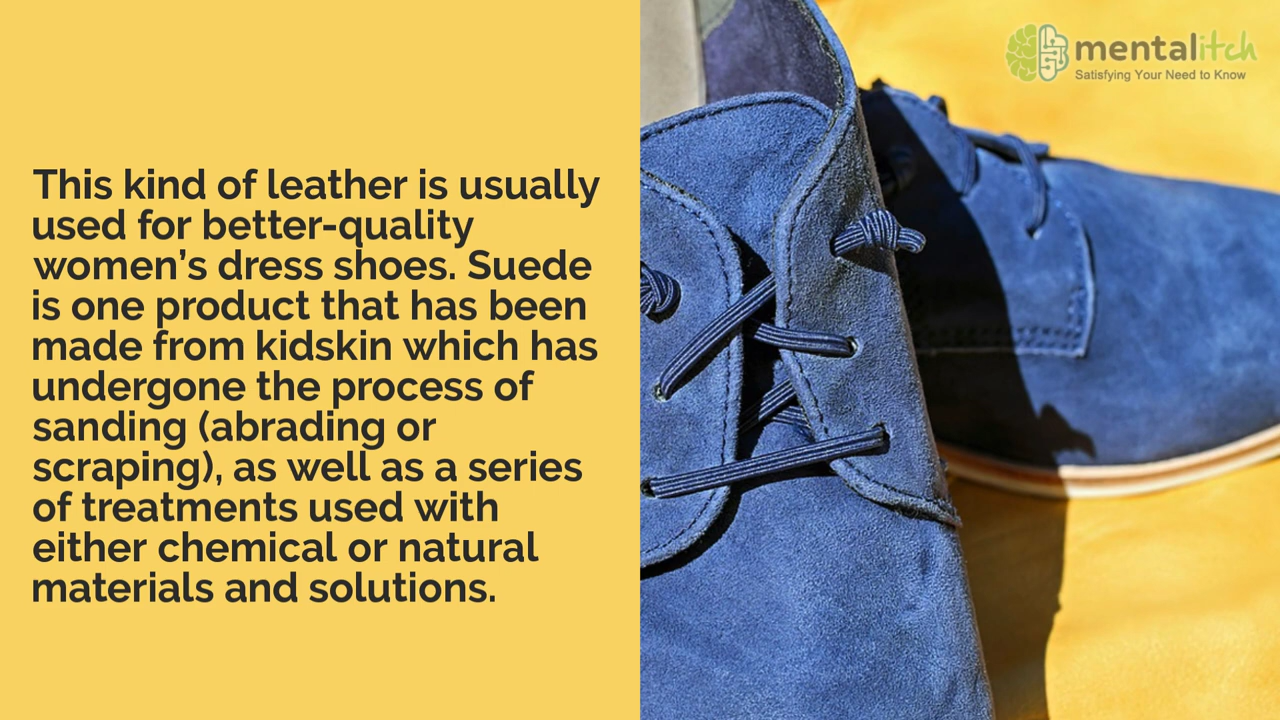 mentalitch
Satisfying Your Need to Know
This kind of leather is usually
used for better-quality
women’s dress shoes. Suede
is one product that has been
made from kidskin which has
undergone the process of
sanding (abrading or
scraping), as well as a series
of treatments used with
either chemical or natural
materials and solutions.